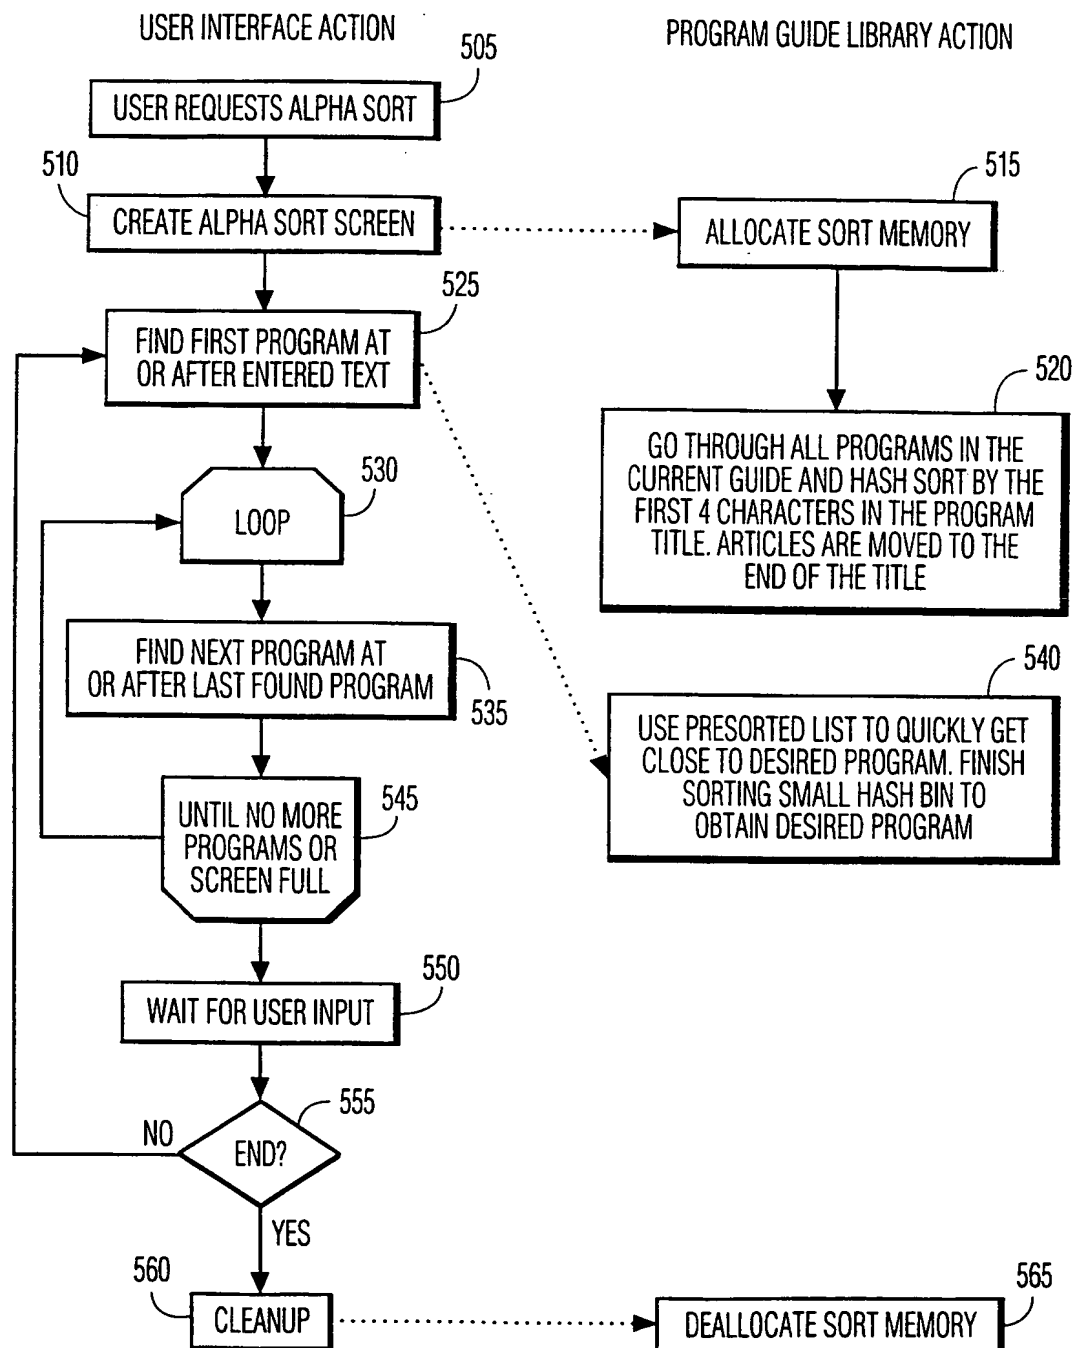 USER INTERFACE ACTION
PROGRAM GUIDE LIBRARY ACTION
505
USER REQUESTS ALPHA SORT
510
CREATE ALPHA SORT SCREEN
515
ALLOCATE SORT MEMORY
525
FIND FIRST PROGRAM AT
OR AFTER ENTERED TEXT
520
GO THROUGH ALL PROGRAMS IN THE
CURRENT GUIDE AND HASH SORT BY THE
FIRST 4 CHARACTERS IN THE PROGRAM
TITLE. ARTICLES ARE MOVED TO THE
END OF THE TITLE
530
LOOP
FIND NEXT PROGRAM AT
OR AFTER LAST FOUND PROGRAM
535
540
USE PRESORTED LIST TO QUICKLY GET
CLOSE TO DESIRED PROGRAM. FINISH
SORTING SMALL HASH BIN TO
OBTAIN DESIRED PROGRAM
545
UNTIL NO MORE
PROGRAMS OR
SCREEN FULL
550
WAIT FOR USER INPUT
555
END?
NO
YES
560
CLEANUP
565
DEALLOCATE SORT MEMORY